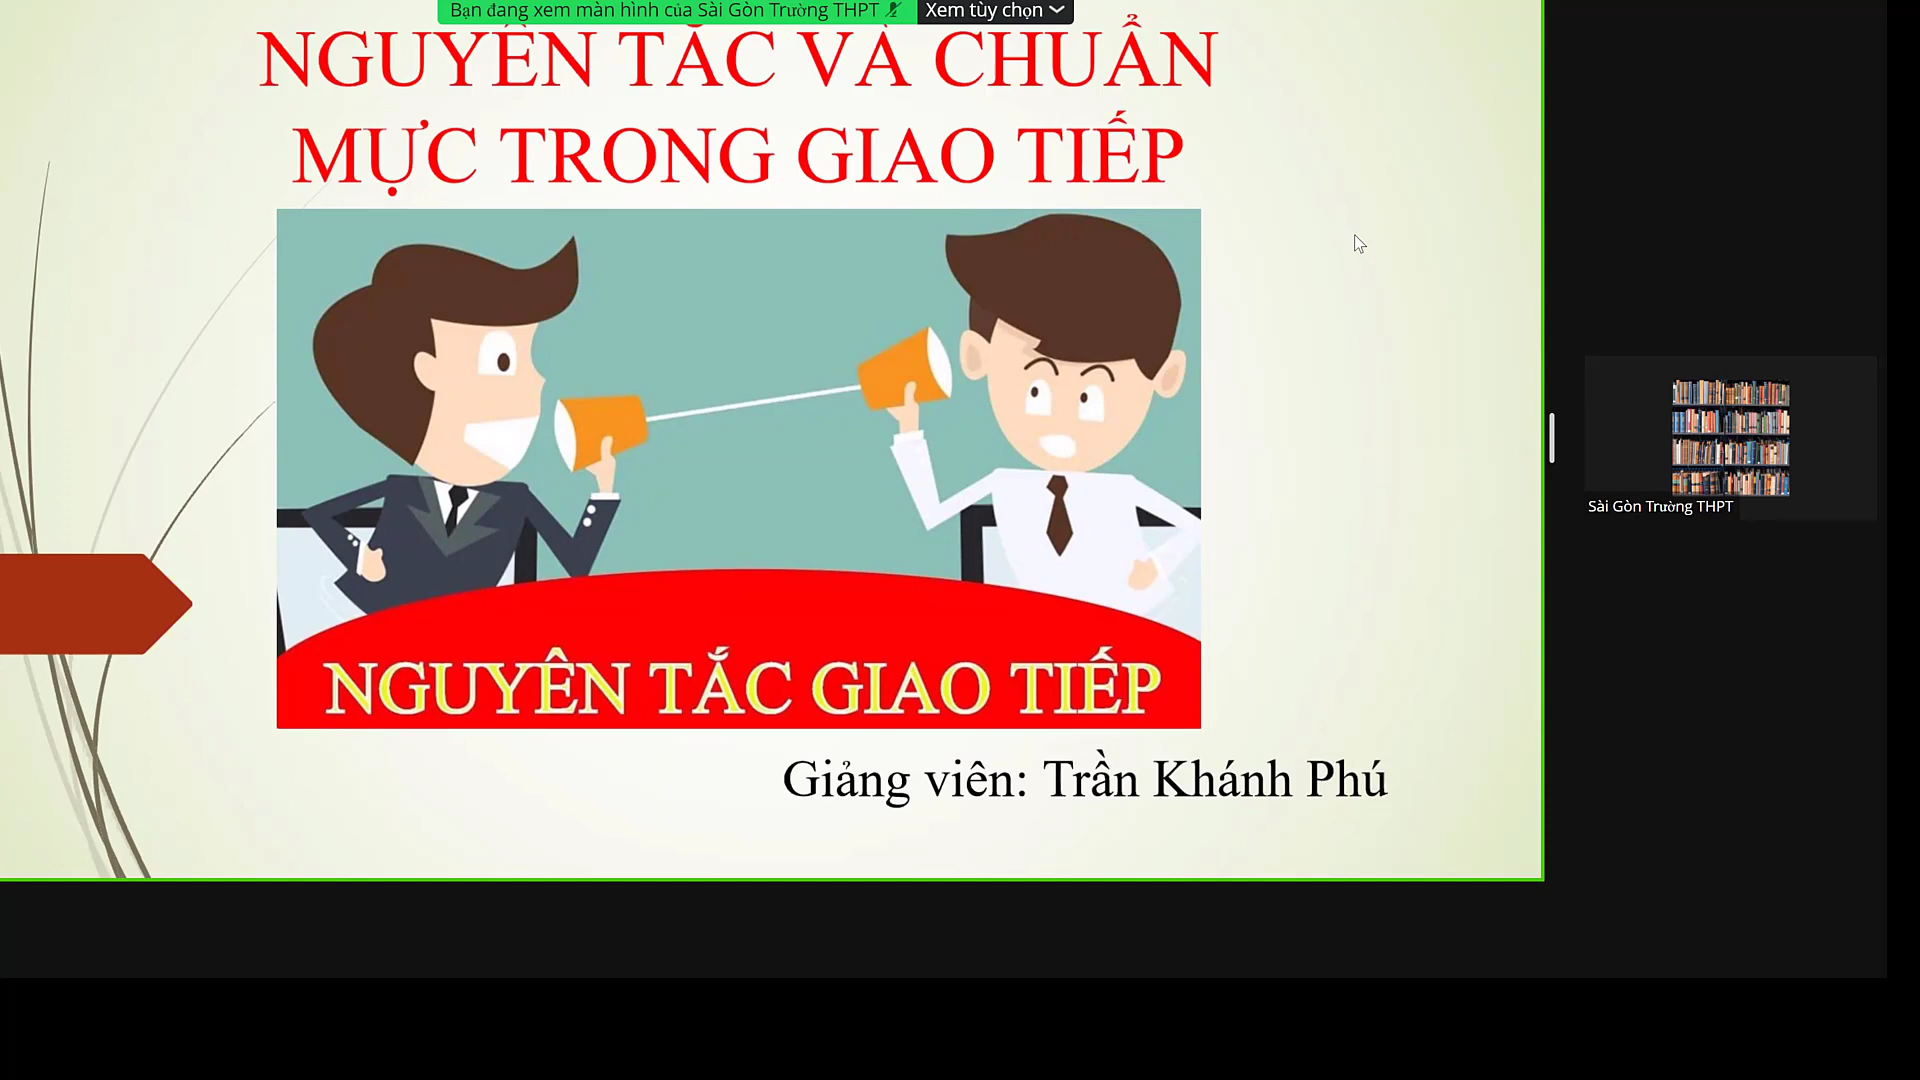 Bạn đang xem màn hình của Sài Gòn Trường THPT
Xem tùy chọn
NGUYÊN TẮC VÀ CHUẨN
MỰC TRONG GIAO TIẾP
NGUYÊN TẮC GIAO TIẾP
Giảng viên: Trần Khánh Phú
Sài Gòn Trường THPT